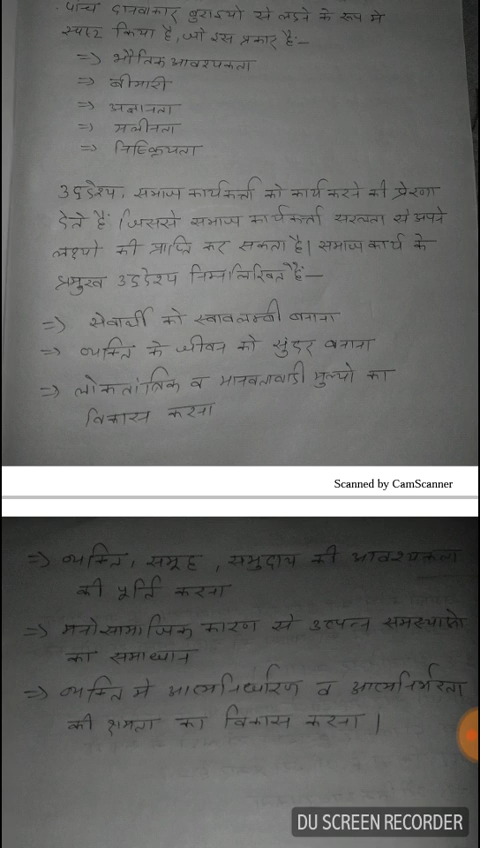 पाँच दानवाकार बुराइयों से लड़ने के रूप में
स्पष्ट किया है, जो इस प्रकार हैं:-
=> भौतिक आवश्यकता
=> बीमारी
=> अज्ञानता
=> मलीनता
=> निष्क्रियता
उद्देश्य, समाज कार्यकर्त्ता को कार्य करने की प्रेरणा
देते हैं। जिससे समाज कार्यकर्त्ता सरलता से अपने
लक्ष्यों की प्राप्ति कर सकता है। समाज कार्य के
प्रमुख उद्देश्य निम्नलिखित हैं:-
=> सेवार्थी को स्वावलम्बी बनाना
=> व्यक्ति के जीवन को सुंदर बनाना
=> लोकतांत्रिक व मानवतावादी मूल्यो का
विकास करना
Scanned by CamScanner
=> व्यक्ति, समूह, समुदाय की आवश्यकता
की पूर्ति करना
=> मनोसामाजिक कारण से उत्पन्न समस्याओं
का समाधान
=> व्यक्ति में आत्मनिर्धारण व आत्मनिर्भरता
की क्षमता का विकास करना।
DU SCREEN RECORDER